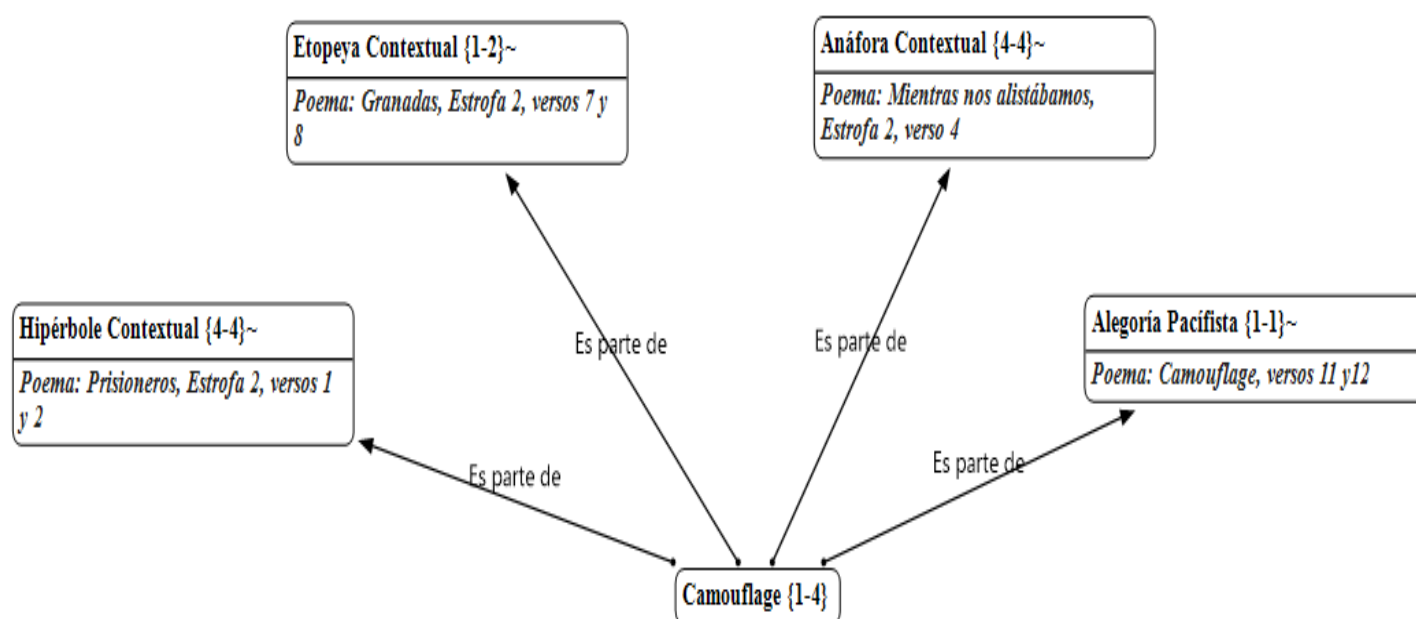 Etopeya Contextual {1-2}~
Poema: Granadas, Estrofa 2, versos 7 y
8
Anáfora Contextual {4-4}~
Poema: Mientras nos alistábamos,
Estrofa 2, verso 4
Hipérbole Contextual {4-4}~
Poema: Prisioneros, Estrofa 2, versos 1
y 2
Alegoría Pacífista {1-1}~
Poema: Camouflage, versos 11 y12
Es parte de
Es parte de
Es parte de
Es parte de
Camouflage {1-4}